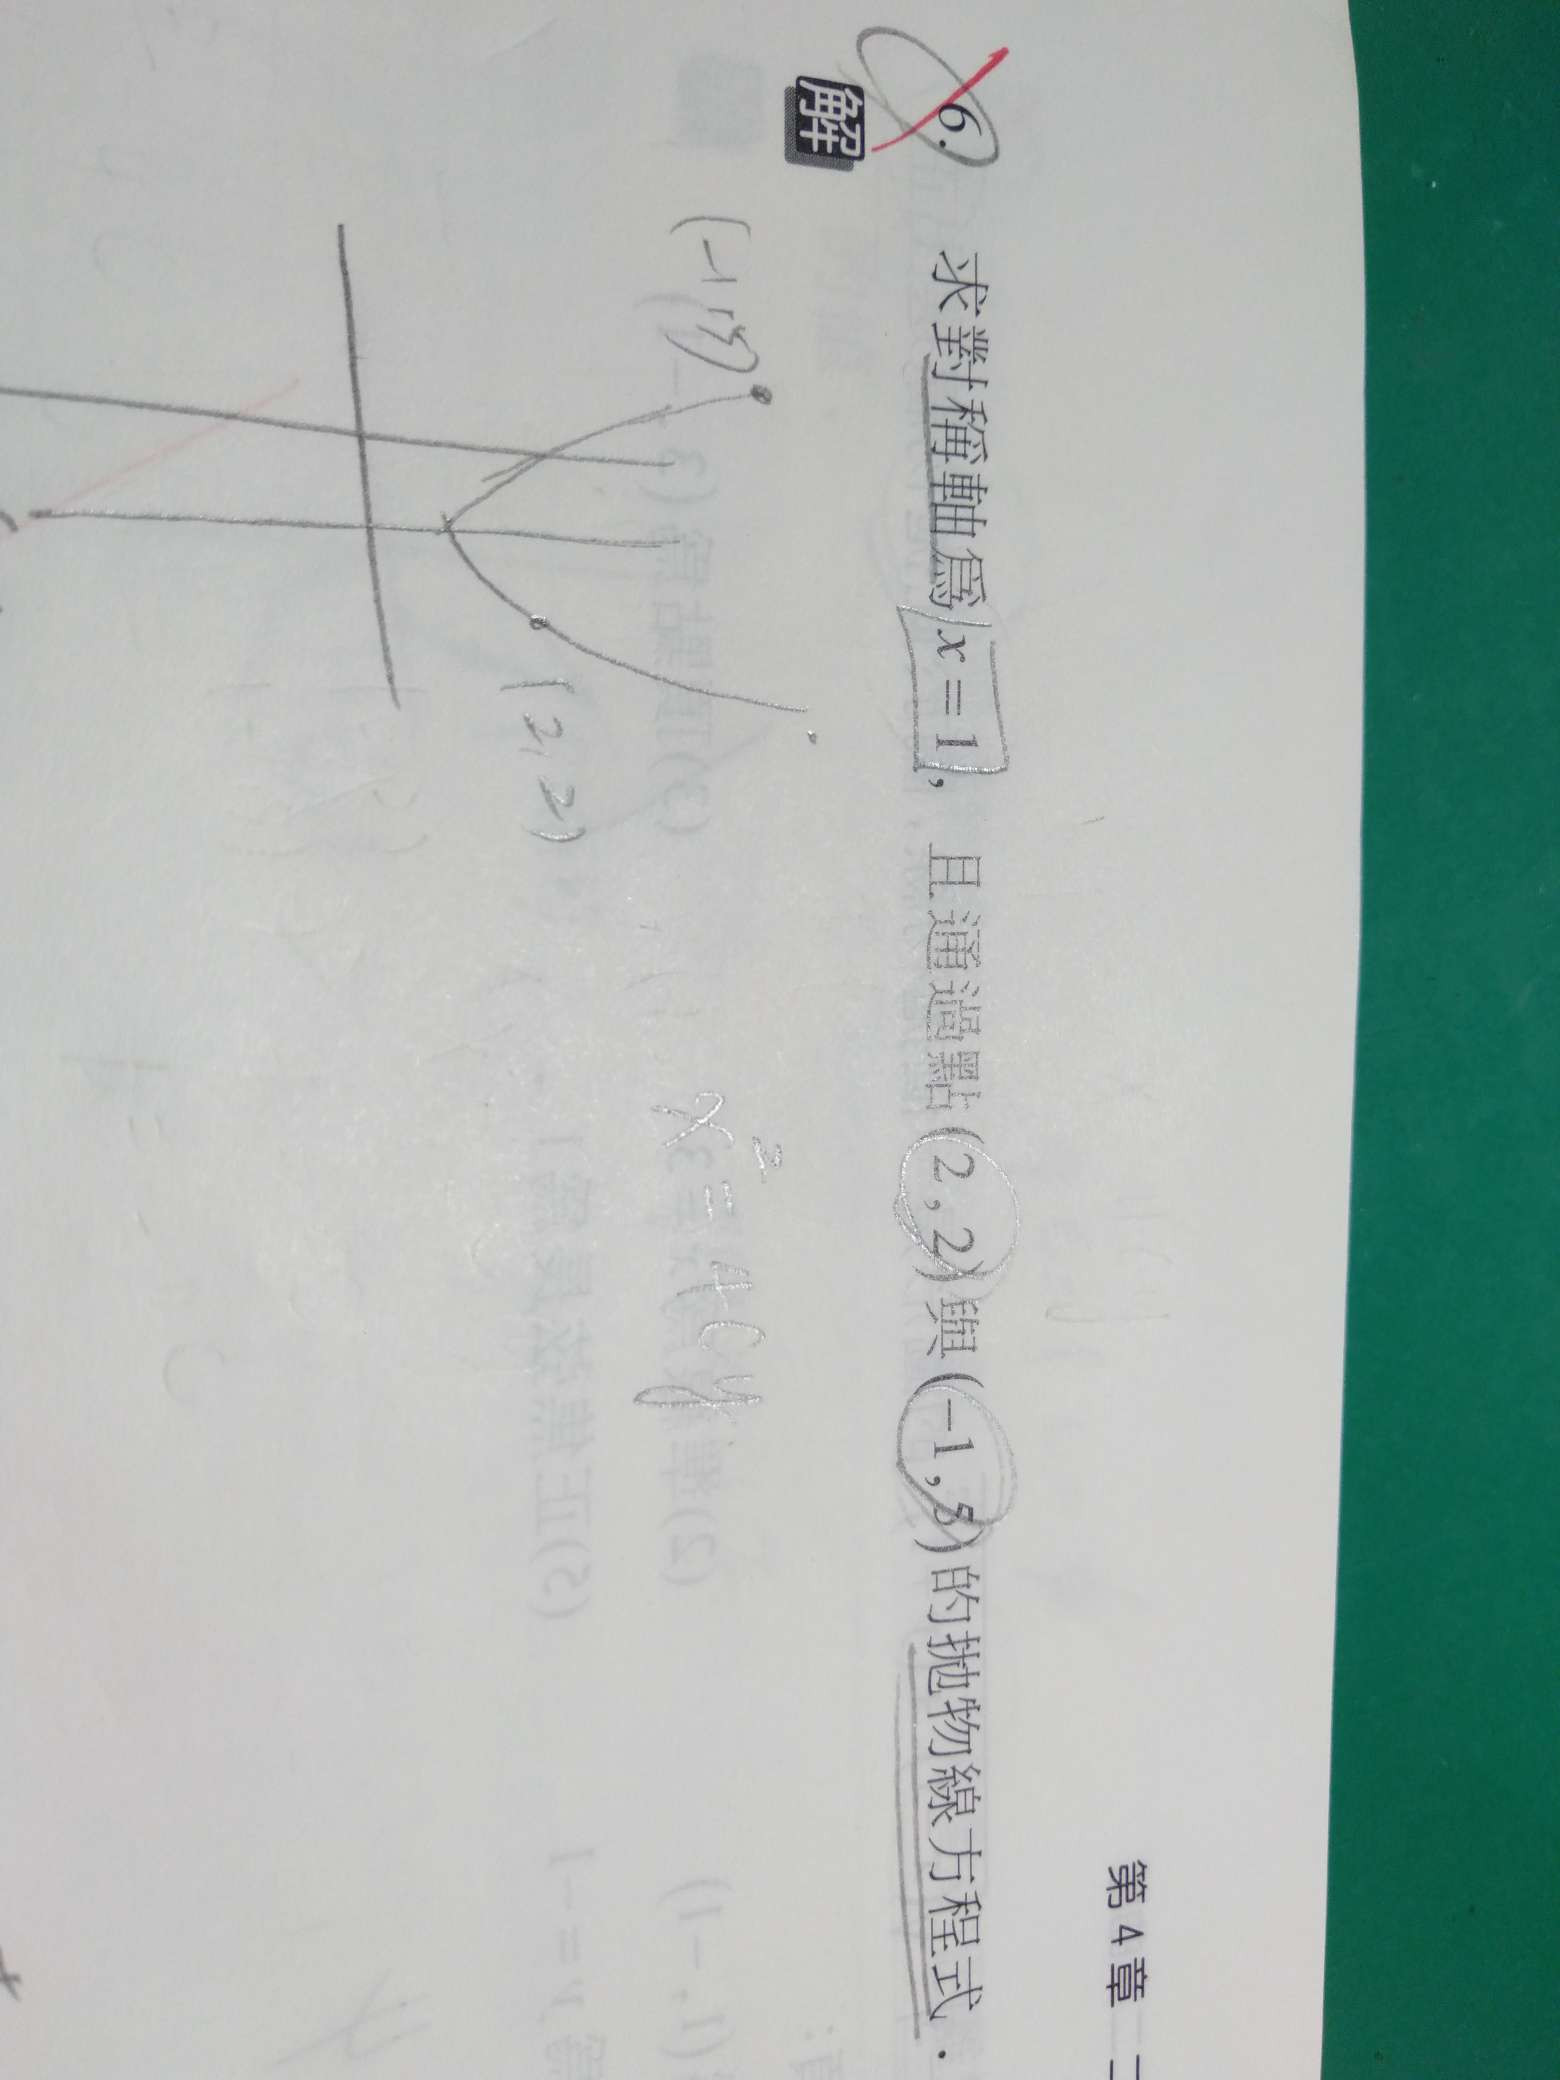 第4章 二
6. 求對稱軸為 x=1, 且通過點(2,2)與(-1,5)的拋物線方程式.
解
(-1,5)
x²=4cy
(2,2)